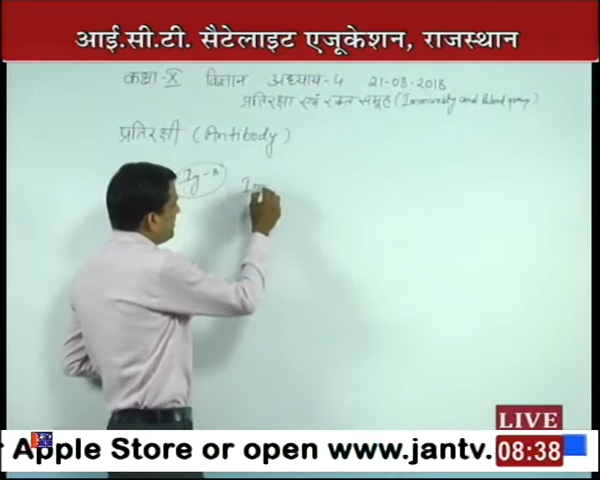 आई.सी.टी. सैटेलाइट एजूकेशन, राजस्थान
कक्षा-X विज्ञान अध्याय-4 21-08-2018
प्रतिरक्षा एवं रक्त समूह (Immunity and blood group)
प्रतिरक्षी (Antibody)
Ig-A Ig
LIVE
Apple Store or open www.jantv. 08:38